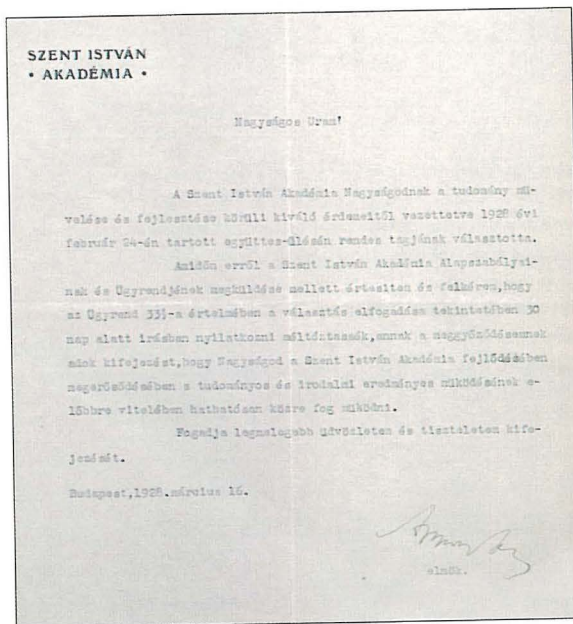 SZENT ISTVÁN
• AKADÉMIA •
Nagyságos Uram!
A Szent István Akadémia Nagyságodnak a tudomány mű-
velése és fejlesztése körüli kiváló érdemeitől vezettetve 1928 évi
február 24-án tartott együttes-ülésén rendes tagjának választotta.
Amidőn erről a Szent István Akadémia Alapszabályai-
nak és Ügyrendjének megküldése mellett értesitem és felkérem,hogy
az Ügyrend 33§-a értelmében a választás elfogadása tekintetében 30
nap alatt irásban nyilatkozni méltóztassék,annak a meggyőződésemnek
adok kifejezést,hogy Nagyságod a Szent István Akadémia fejlődésében
megerősödésében a tudományos és irodalmi eredményes működésének e-
lőbbre vitelében hathatósan közre fog működni.
Fogadja legmelegebb üdvözletem és tiszteletem kife-
jezését.
Budapest,1928.március 16.
elnök.